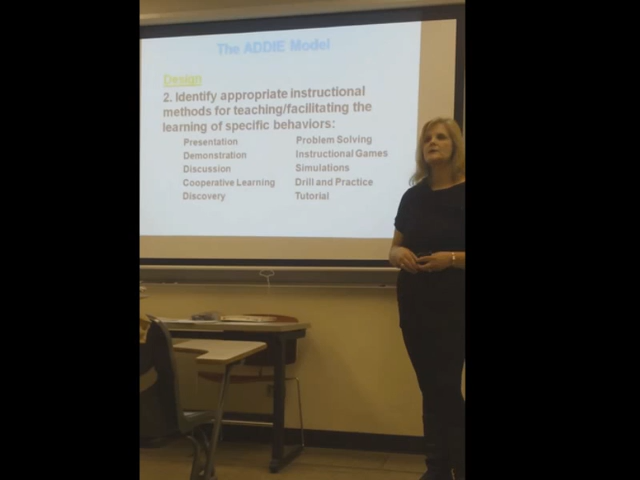 The ADDIE Model
Design
2. Identify appropriate instructional
methods for teaching/facilitating the
learning of specific behaviors:
Presentation Problem Solving
Demonstration Instructional Games
Discussion Simulations
Cooperative Learning Drill and Practice
Discovery Tutorial